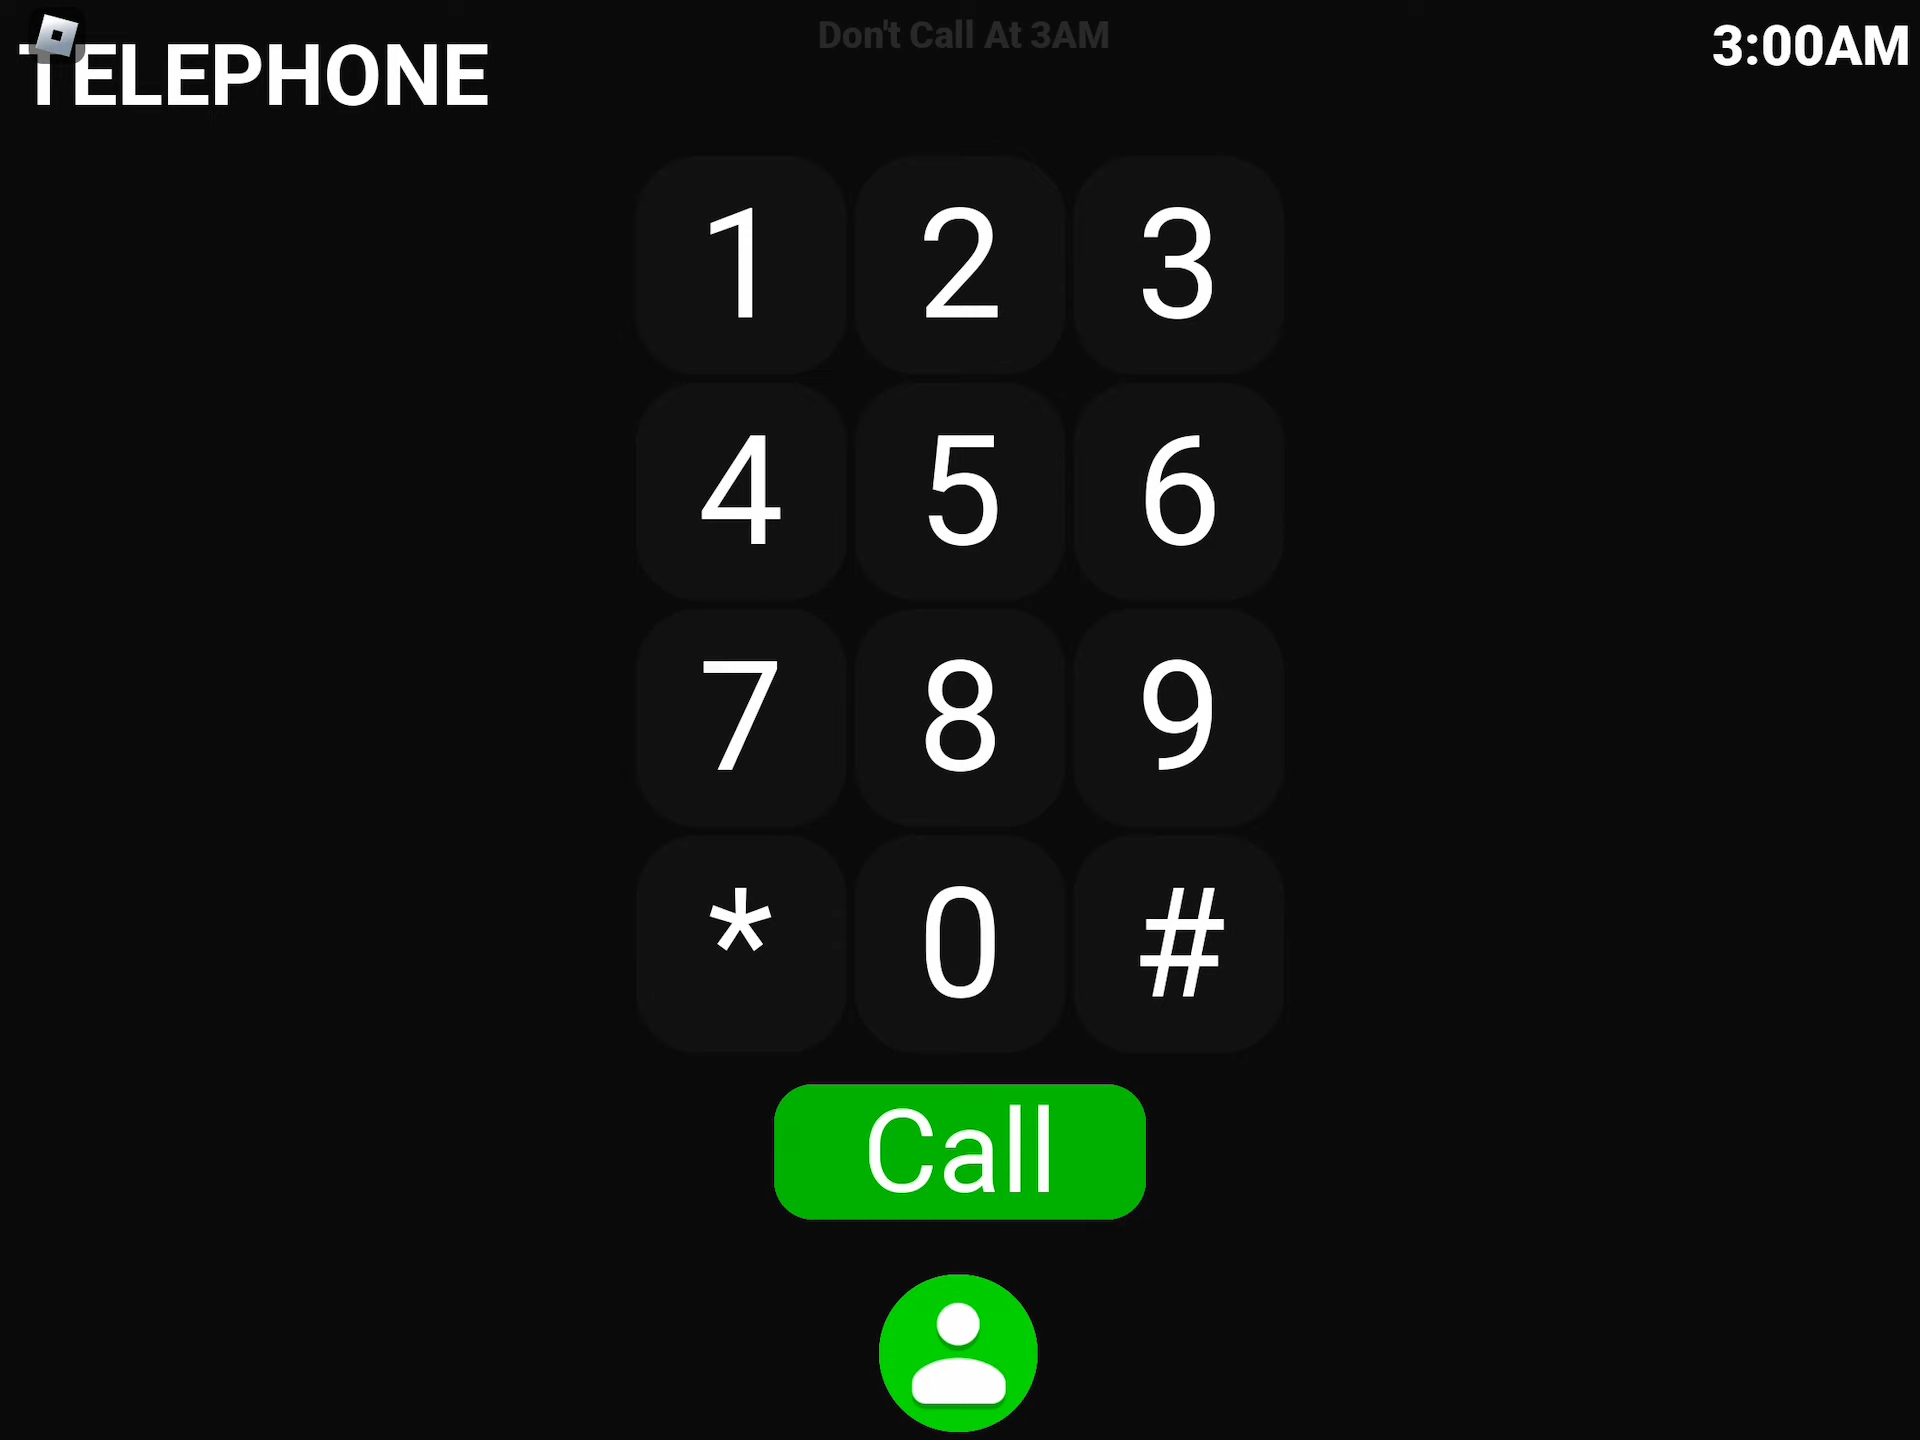 Don't Call At 3AM
3:00AM
TELEPHONE
1 2 3
4 5 6
7 8 9
* 0 #
Call